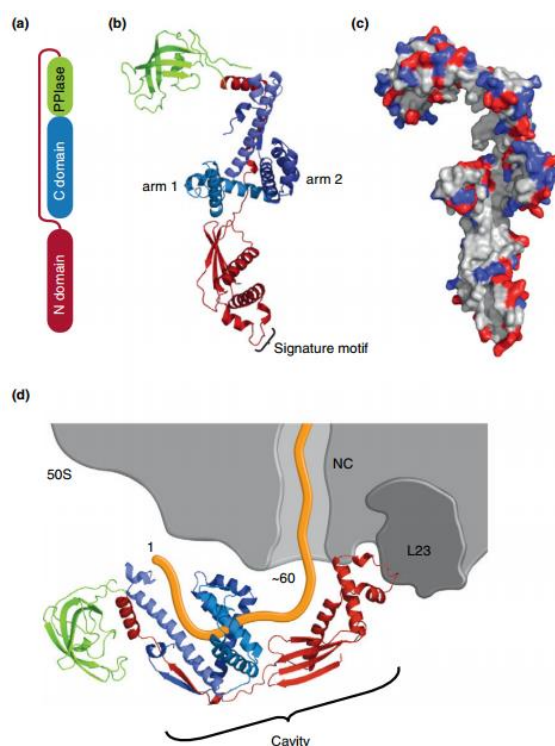 (a)
(b)
(c)
PPIase
C domain
N domain
arm 1
arm 2
Signature motif
(d)
50S
NC
L23
1
~60
Cavity